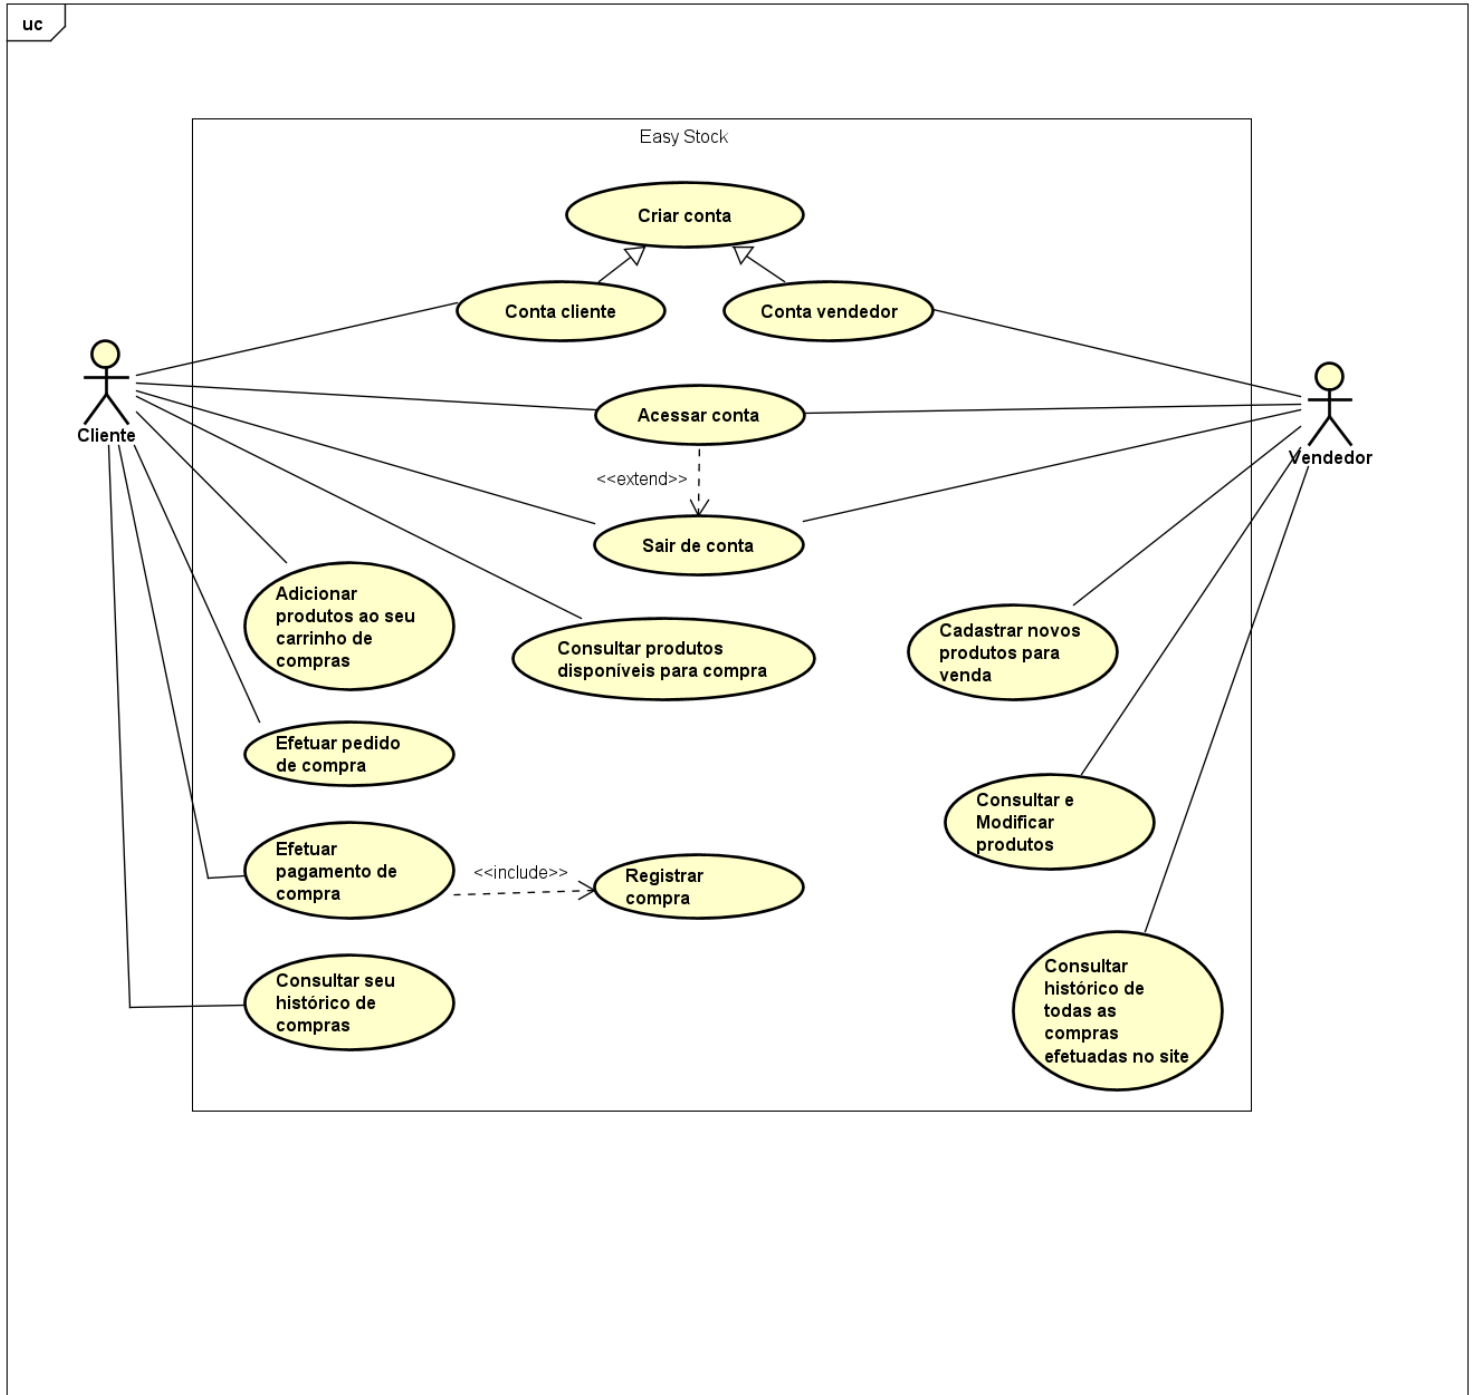 uc
Easy Stock
Criar conta
Conta cliente
Conta vendedor
Acessar conta
Cliente
Vendedor
<<extend>>
Sair de conta
Adicionar
produtos ao seu
carrinho de
compras
Consultar produtos
disponíveis para compra
Cadastrar novos
produtos para
venda
Efetuar pedido
de compra
Consultar e
Modificar
produtos
Efetuar
pagamento de
compra
<<include>>
Registrar
compra
Consultar seu
histórico de
compras
Consultar
histórico de
todas as
compras
efetuadas no site